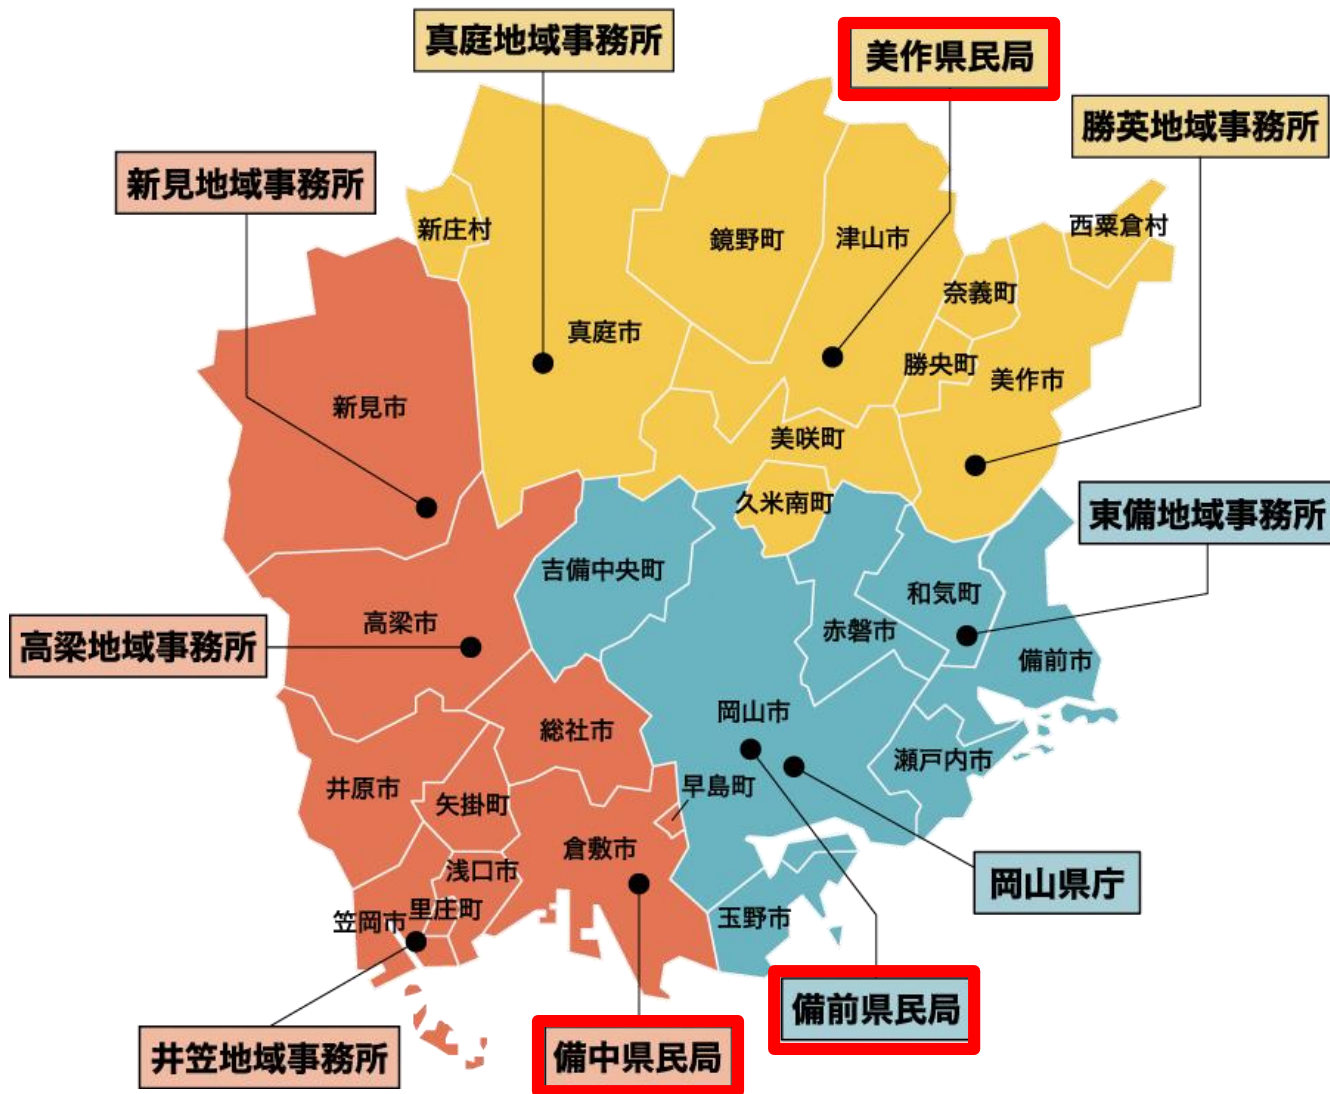 真庭地域事務所
美作県民局
勝英地域事務所
新見地域事務所
新庄村
鏡野町
津山市
西粟倉村
奈義町
真庭市
勝央町
美作市
新見市
美咲町
久米南町
東備地域事務所
吉備中央町
和気町
高梁市
赤磐市
高梁地域事務所
備前市
岡山市
総社市
瀬戸内市
早島町
井原市
矢掛町
倉敷市
浅口市
岡山県庁
里庄町
笠岡市
玉野市
備前県民局
井笠地域事務所
備中県民局